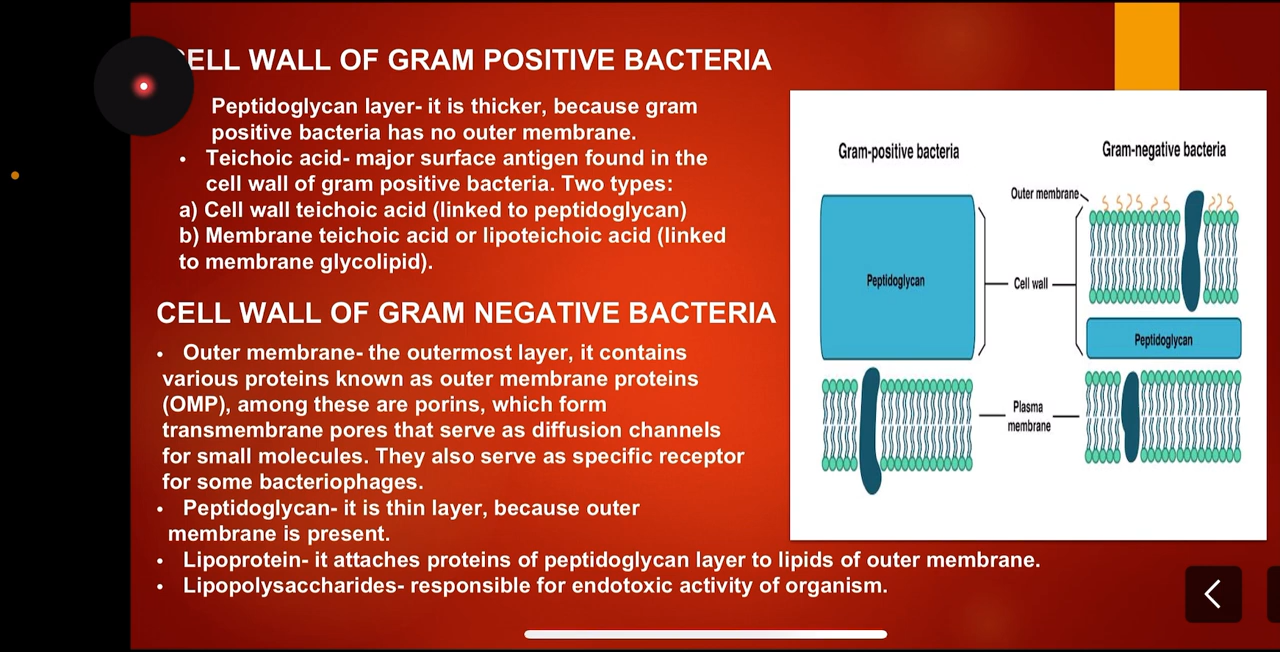 ELL WALL OF GRAM POSITIVE BACTERIA
Peptidoglycan layer- it is thicker, because gram
positive bacteria has no outer membrane.
• Teichoic acid- major surface antigen found in the
cell wall of gram positive bacteria. Two types:
a) Cell wall teichoic acid (linked to peptidoglycan)
b) Membrane teichoic acid or lipoteichoic acid (linked
to membrane glycolipid).
CELL WALL OF GRAM NEGATIVE BACTERIA
• Outer membrane- the outermost layer, it contains
various proteins known as outer membrane proteins
(OMP), among these are porins, which form
transmembrane pores that serve as diffusion channels
for small molecules. They also serve as specific receptor
for some bacteriophages.
• Peptidoglycan- it is thin layer, because outer
membrane is present.
• Lipoprotein- it attaches proteins of peptidoglycan layer to lipids of outer membrane.
• Lipopolysaccharides- responsible for endotoxic activity of organism.
Gram-positive bacteria
Gram-negative bacteria
Outer membrane
Peptidoglycan
Cell wall
Peptidoglycan
Plasma
membrane